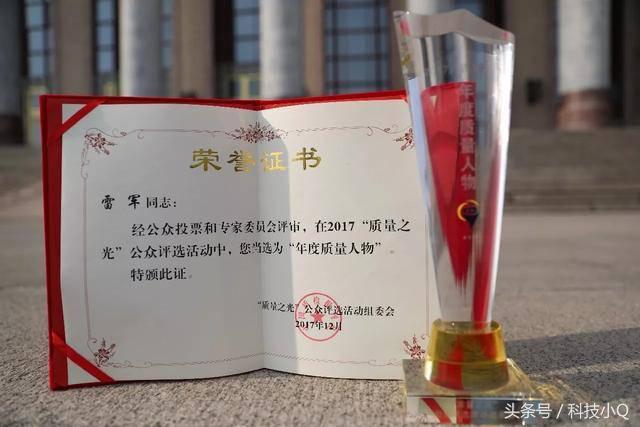 荣誉证书
雷军同志：
经公众投票和专家委员会评审，在2017“质量之
光”公众评选活动中，您当选为“年度质量人物”。
特颁此证。
“质量之光”公众评选活动组委会
2017年12月
年度质量人物
头条号／科技小Q